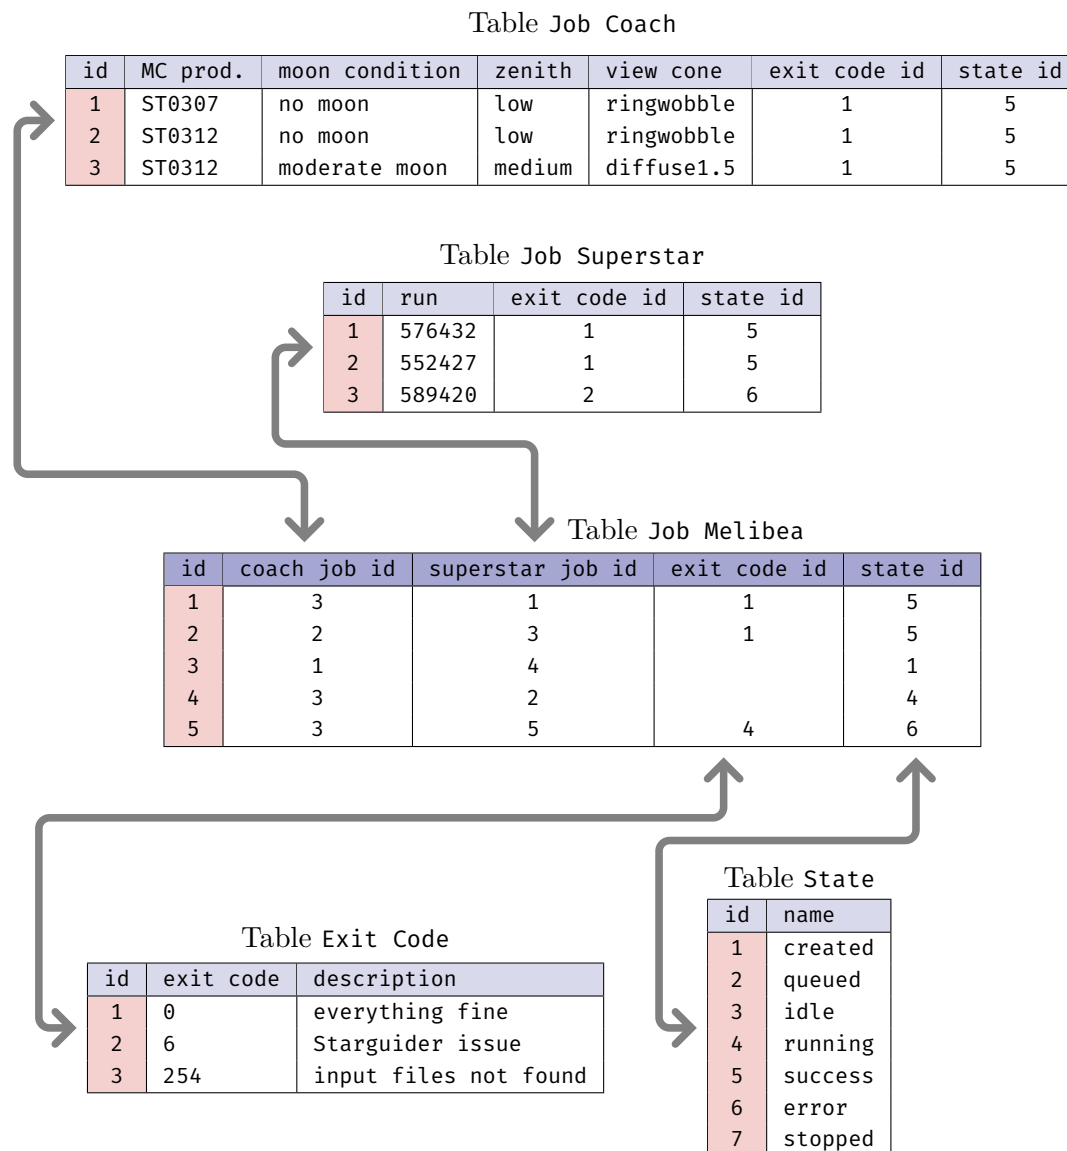 Table Job Coach
id MC prod. moon condition zenith view cone exit code id state id
1 ST0307 no moon low ringwobble 1 5
2 ST0312 no moon low ringwobble 1 5
3 ST0312 moderate moon medium diffuse1.5 1 5
Table Job Superstar
id run exit code id state id
1 576432 1 5
2 552427 1 5
3 589420 2 6
Table Job Melibea
id coach job id superstar job id exit code id state id
1 3 1 1 5
2 2 3 1 5
3 1 4 1
4 3 2 4
5 3 5 4 6
Table Exit Code
id exit code description
1 0 everything fine
2 6 Starguider issue
3 254 input files not found
Table State
id name
1 created
2 queued
3 idle
4 running
5 success
6 error
7 stopped